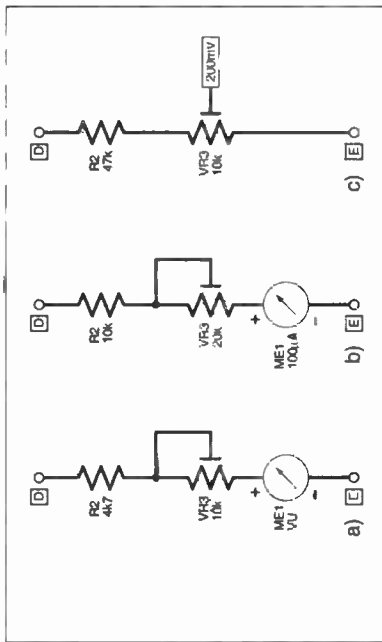 D
R2
4k7
VR3
10k
+
ME1
VU
-
E
a)
D
R2
10k
VR3
20k
+
ME1
100µA
-
E
b)
D
R2
47k
VR3
10k
200mV
E
c)